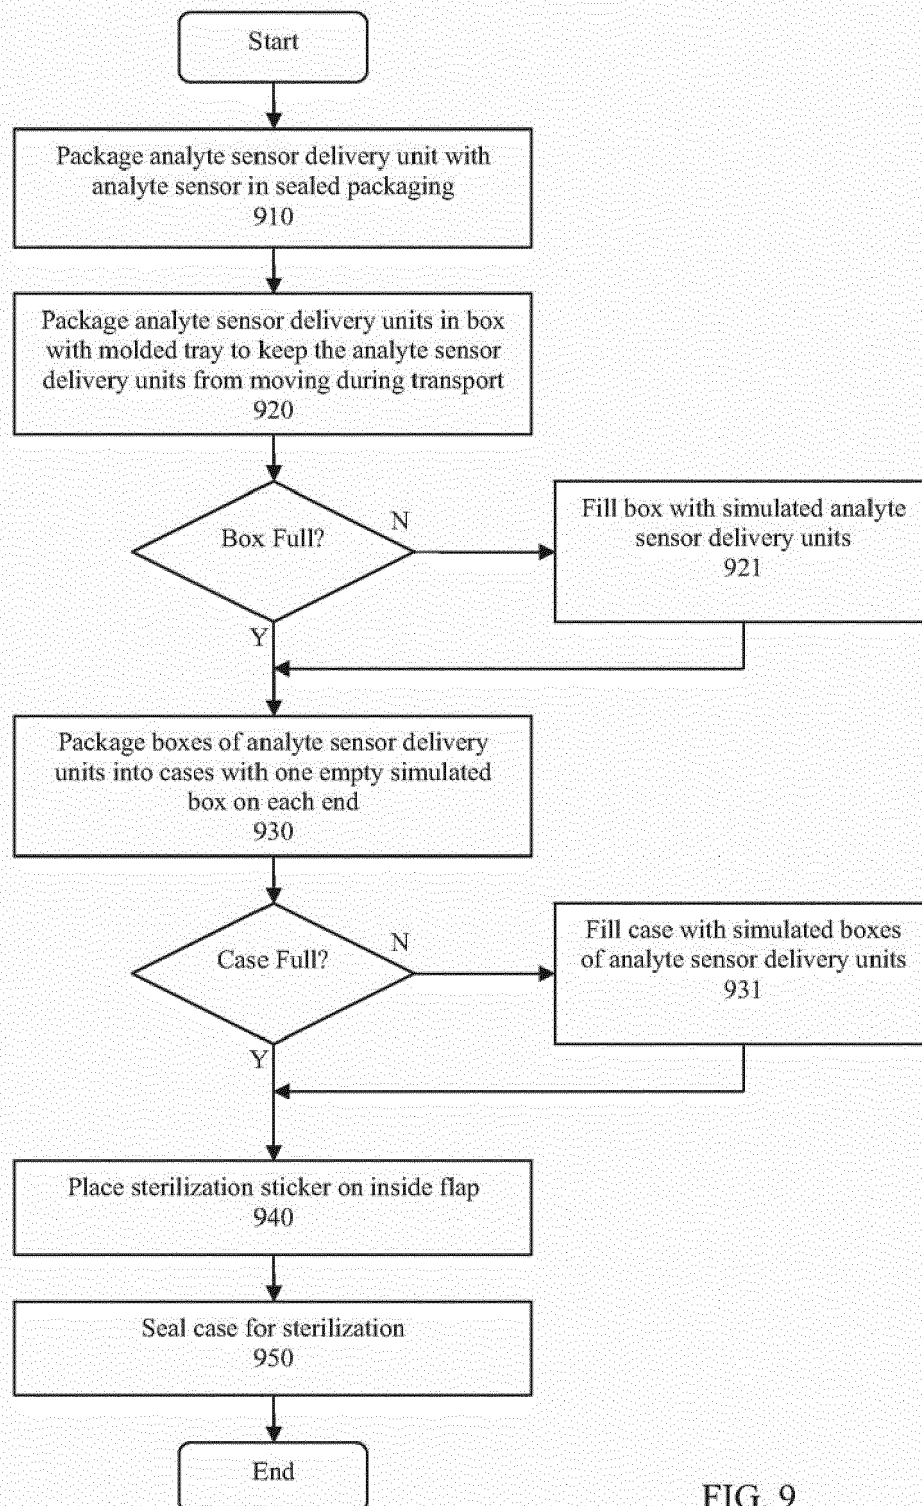 Start
Package analyte sensor delivery unit with
analyte sensor in sealed packaging
910
Package analyte sensor delivery units in box
with molded tray to keep the analyte sensor
delivery units from moving during transport
920
Box Full?
N
Fill box with simulated analyte
sensor delivery units
921
Y
Package boxes of analyte sensor delivery
units into cases with one empty simulated
box on each end
930
Case Full?
N
Fill case with simulated boxes
of analyte sensor delivery units
931
Y
Place sterilization sticker on inside flap
940
Seal case for sterilization
950
End
FIG. 9